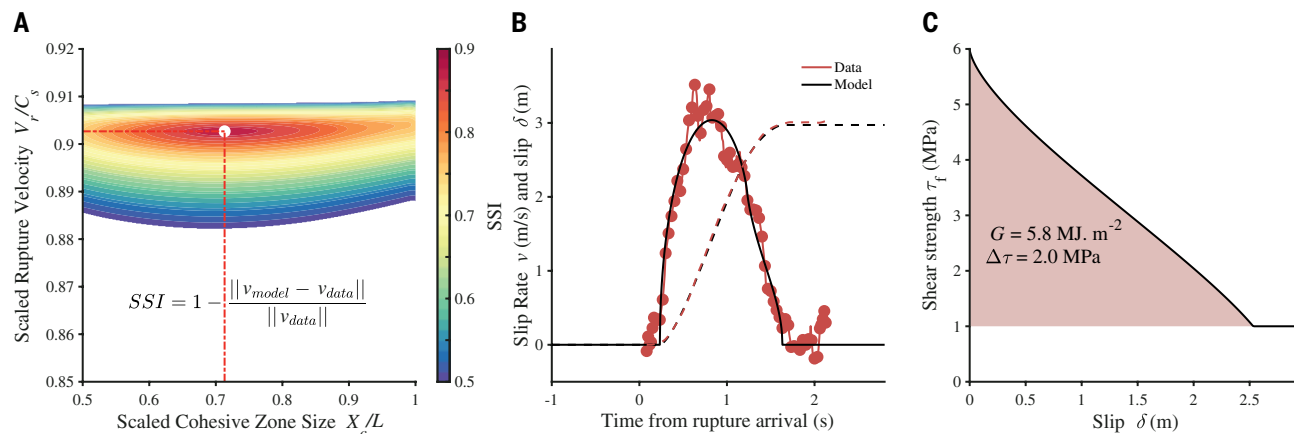 A
Scaled Rupture Velocity V_r/C_s
0.92
0.91
0.9
0.89
0.88
0.87
0.86
0.85
0.5
0.6
0.7
0.8
0.9
1
Scaled Cohesive Zone Size X_c/L
SSI = 1 - ||v_model - v_data|| / ||v_data||
0.9
0.8
0.7
0.6
0.5
SSI
B
Slip Rate v (m/s) and slip δ (m)
4
3
2
1
0
-1
0
1
2
Time from rupture arrival (s)
Data
Model
C
Shear strength τ_f (MPa)
6
5
4
3
2
1
0
0
0.5
1
1.5
2
2.5
Slip δ (m)
G = 5.8 MJ. m^-2
Δτ = 2.0 MPa